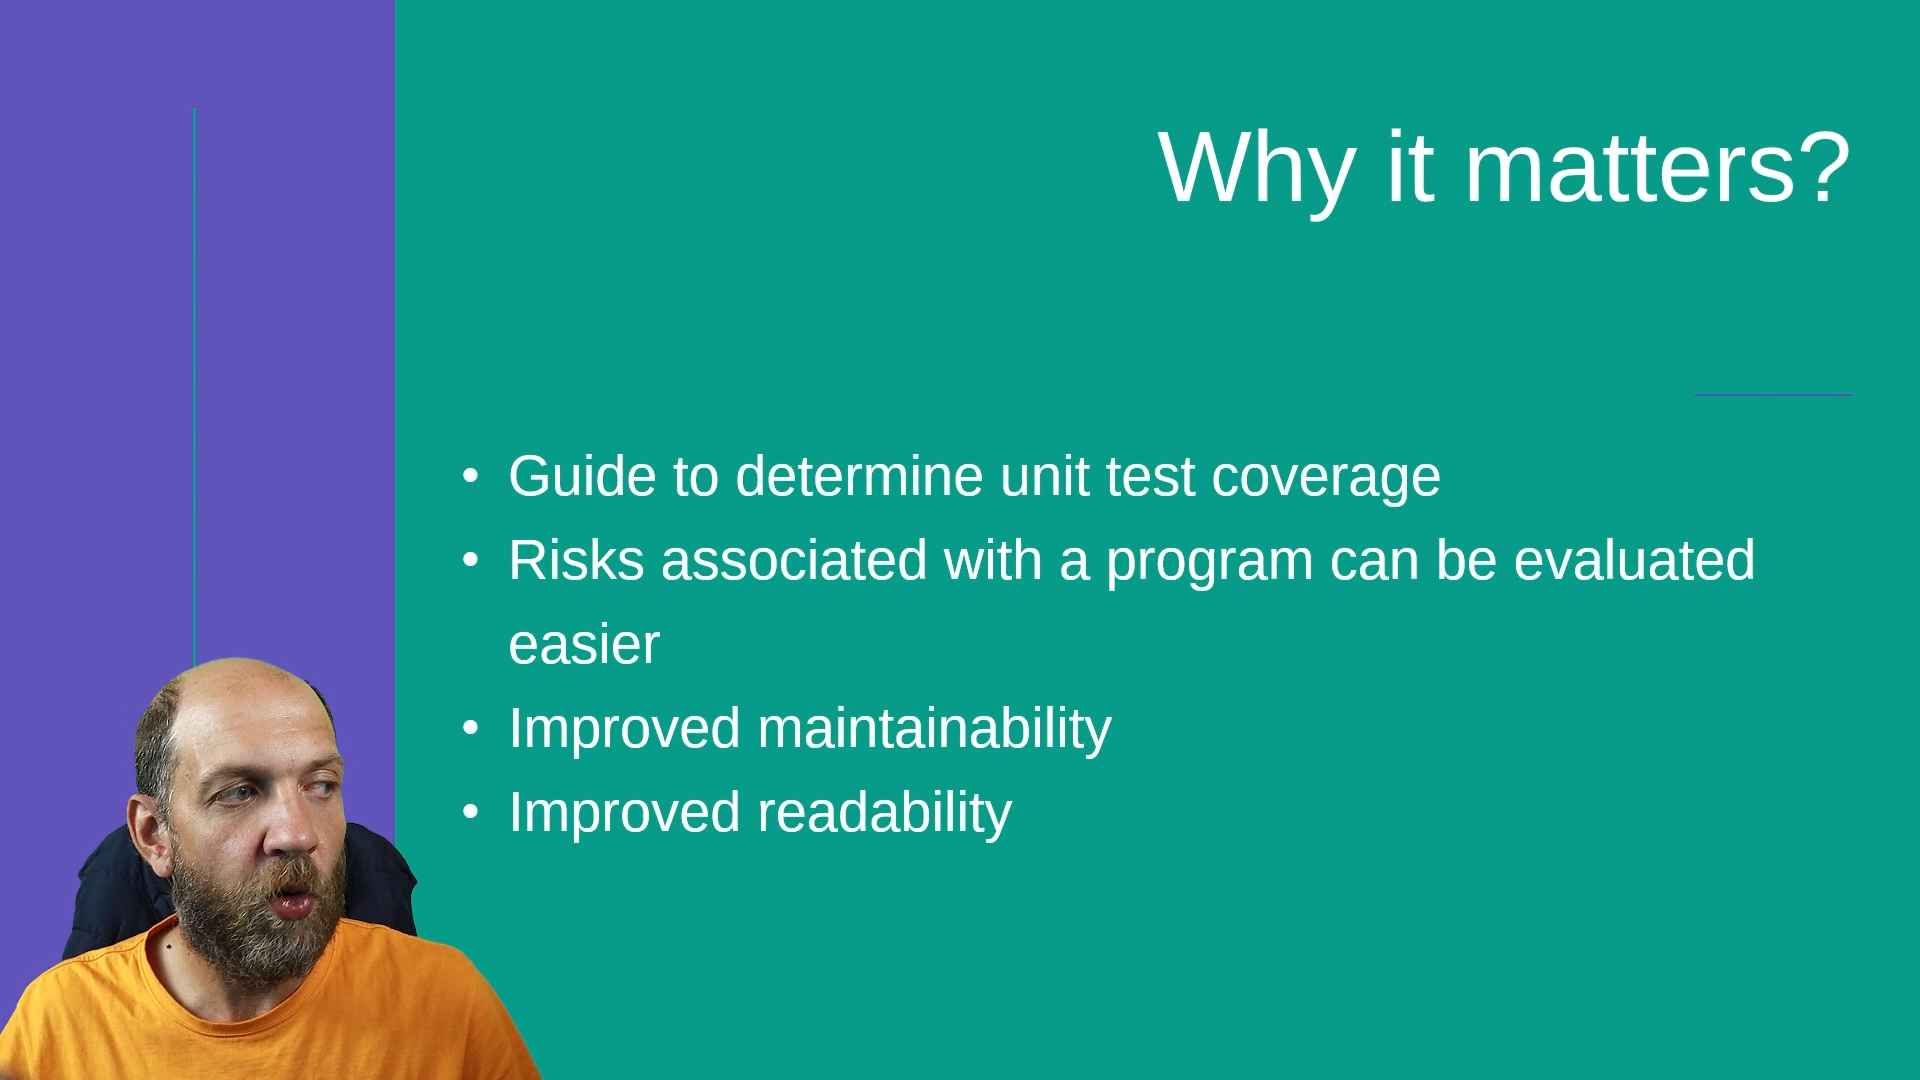 Why it matters?
• Guide to determine unit test coverage
• Risks associated with a program can be evaluated
easier
• Improved maintainability
• Improved readability